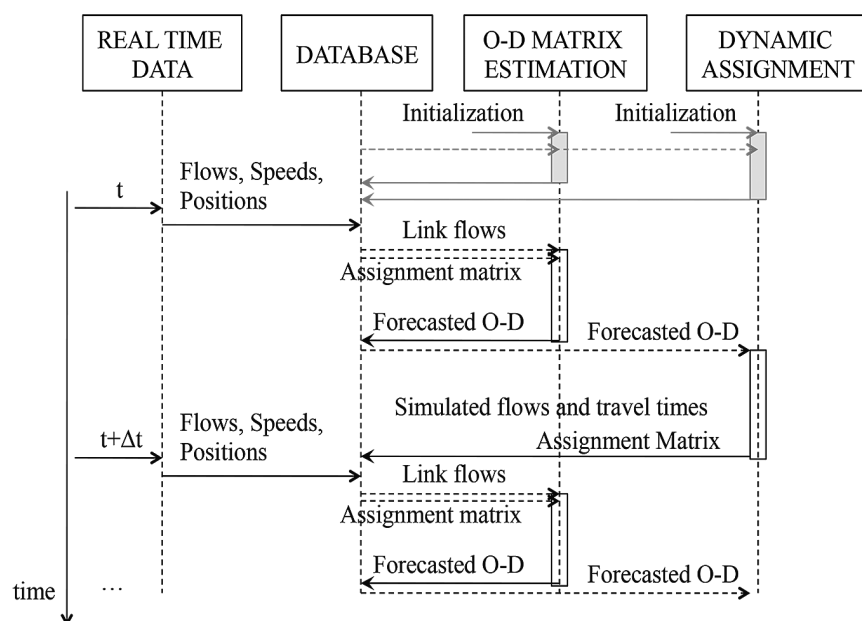 REAL TIME
DATA
DATABASE
O-D MATRIX
ESTIMATION
DYNAMIC
ASSIGNMENT
Initialization
Initialization
t
Flows, Speeds,
Positions
Link flows
Assignment matrix
Forecasted O-D
Forecasted O-D
Simulated flows and travel times
Assignment Matrix
t+Δt
Flows, Speeds,
Positions
Link flows
Assignment matrix
Forecasted O-D
Forecasted O-D
time
...